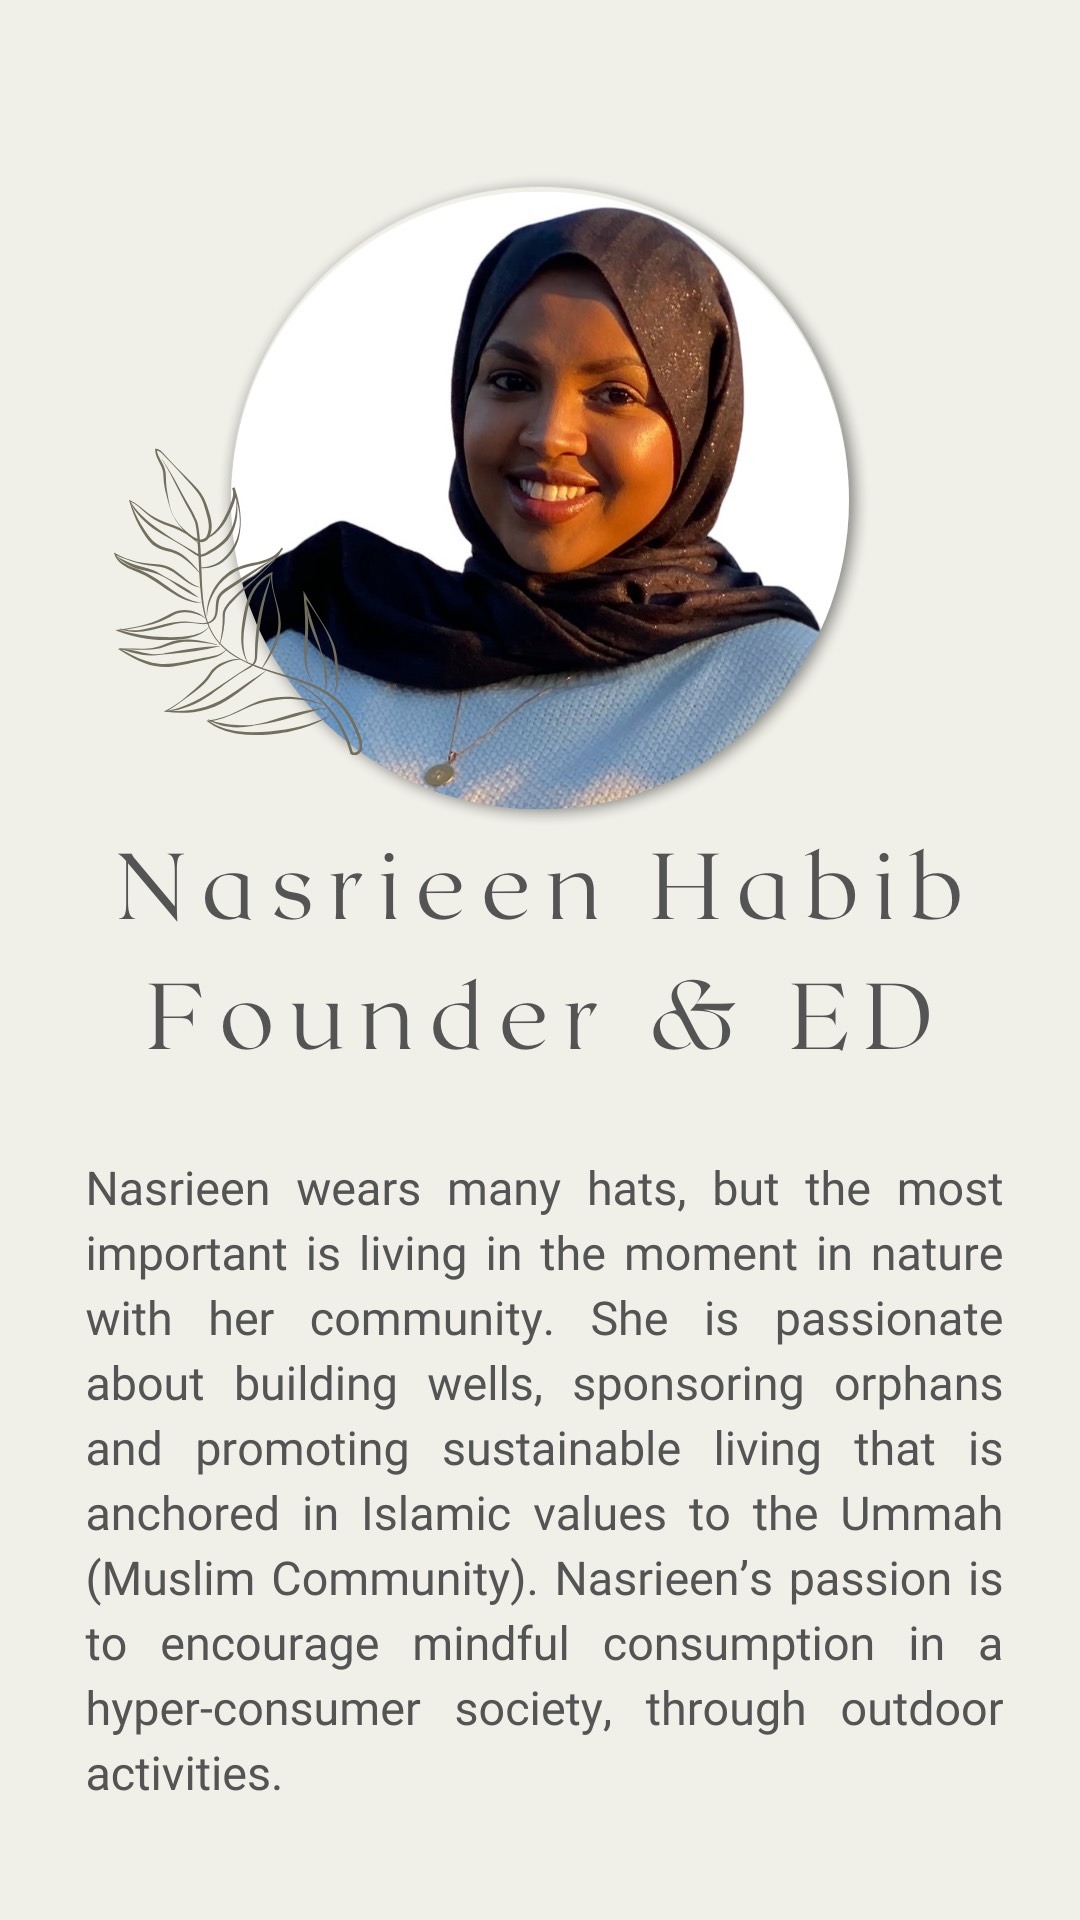 Nasrieen Habib
Founder & ED
Nasrieen wears many hats, but the most
important is living in the moment in nature
with her community. She is passionate
about building wells, sponsoring orphans
and promoting sustainable living that is
anchored in Islamic values to the Ummah
(Muslim Community). Nasrieen’s passion is
to encourage mindful consumption in a
hyper-consumer society, through outdoor
activities.